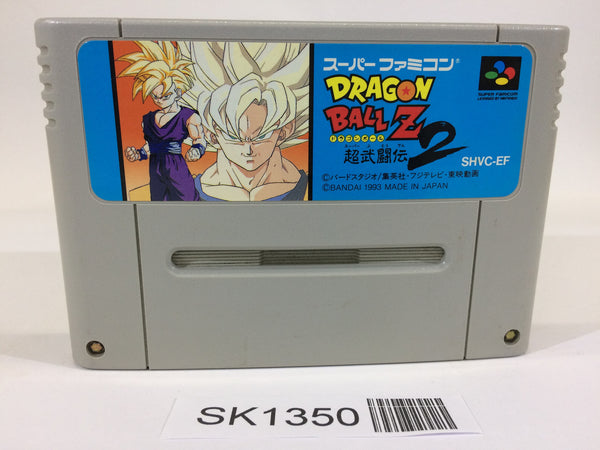 スーパーファミコン®
DRAGON
BALL Z
ドラゴンボール
超武闘伝2
SUPER FAMICOM
LICENSED BY NINTENDO
SHVC-EF
©バードスタジオ/集英社・フジテレビ・東映動画
©BANDAI 1993 MADE IN JAPAN
SK1350